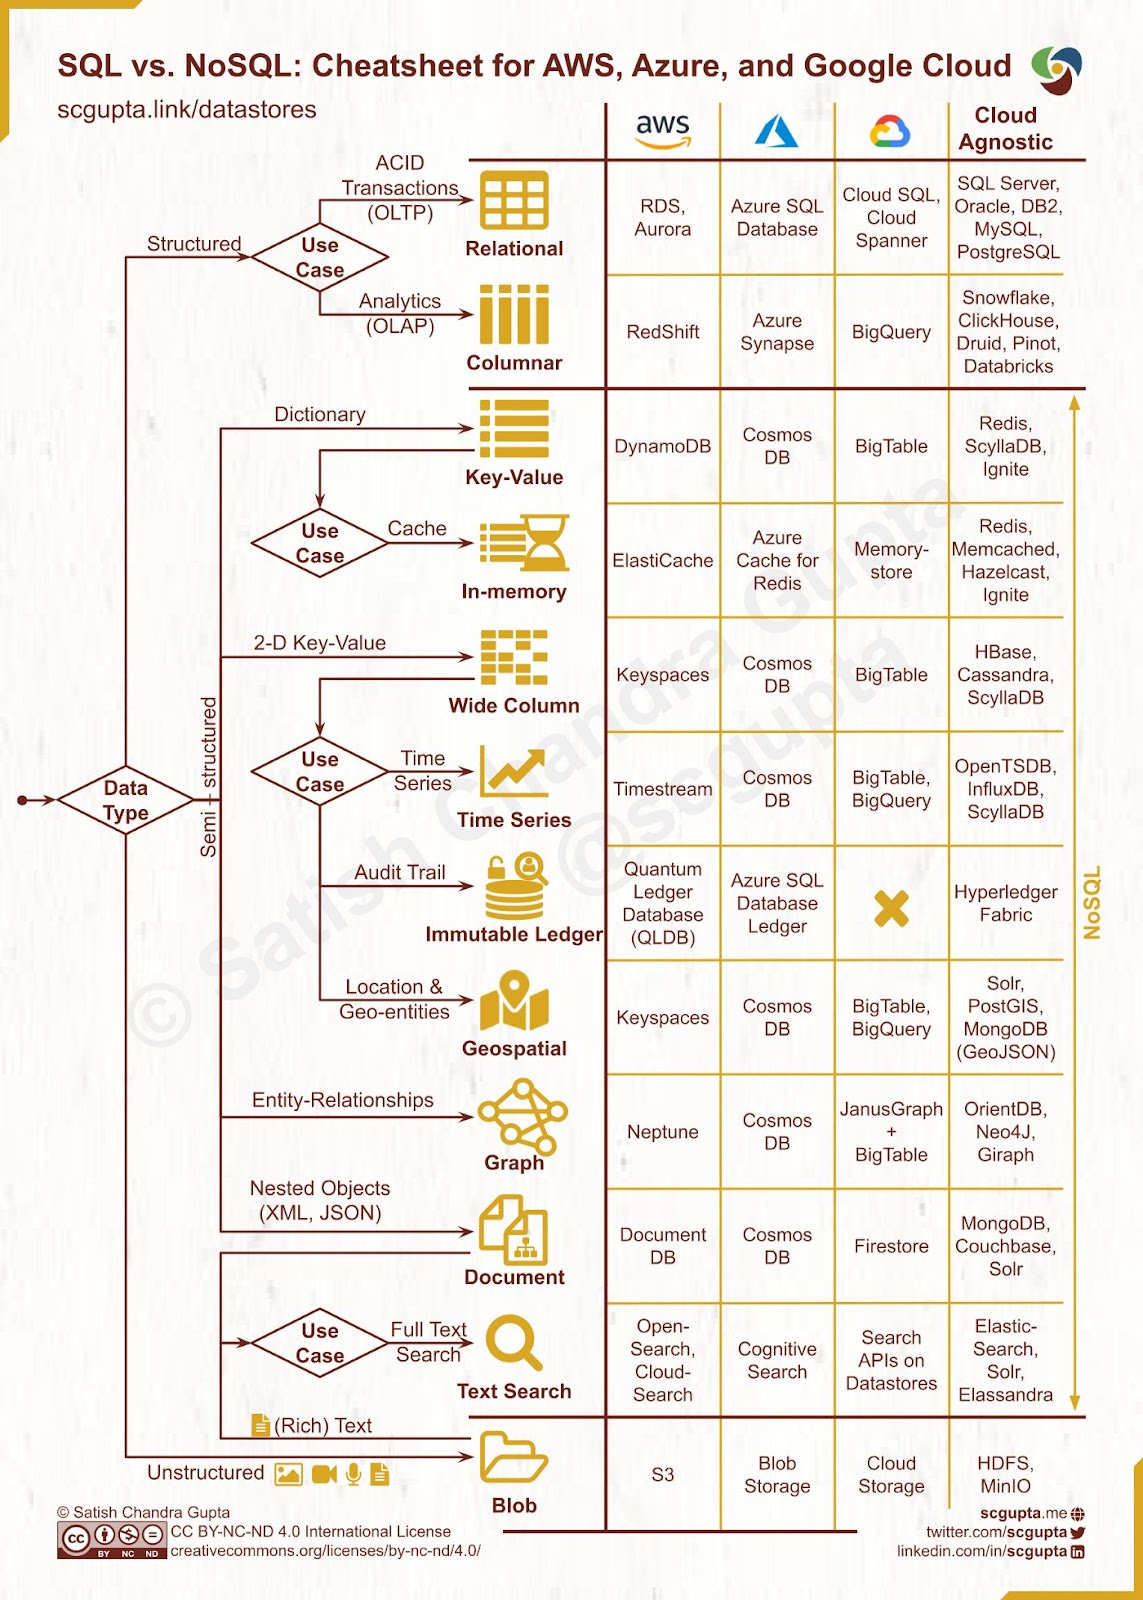 SQL vs. NoSQL: Cheatsheet for AWS, Azure, and Google Cloud
scgupta.link/datastores
aws
Cloud
Agnostic
Structured
Use
Case
ACID
Transactions
(OLTP)
Relational
RDS,
Aurora
Azure SQL
Database
Cloud SQL,
Cloud
Spanner
SQL Server,
Oracle, DB2,
MySQL,
PostgreSQL
Analytics
(OLAP)
Columnar
RedShift
Azure
Synapse
BigQuery
Snowflake,
ClickHouse,
Druid, Pinot,
Databricks
Dictionary
Key-Value
DynamoDB
Cosmos
DB
BigTable
Redis,
ScyllaDB,
Ignite
Use
Case
Cache
In-memory
ElastiCache
Azure
Cache for
Redis
Memory-
store
Redis,
Memcached,
Hazelcast,
Ignite
2-D Key-Value
Wide Column
Keyspaces
Cosmos
DB
BigTable
HBase,
Cassandra,
ScyllaDB
Data
Type
Semi - structured
Use
Case
Time
Series
Time Series
Timestream
Cosmos
DB
BigTable,
BigQuery
OpenTSDB,
InfluxDB,
ScyllaDB
Audit Trail
Immutable Ledger
Quantum
Ledger
Database
(QLDB)
Azure SQL
Database
Ledger
Hyperledger
Fabric
NoSQL
Location &
Geo-entities
Geospatial
Keyspaces
Cosmos
DB
BigTable,
BigQuery
Solr,
PostGIS,
MongoDB
(GeoJSON)
Entity-Relationships
Graph
Neptune
Cosmos
DB
JanusGraph
+
BigTable
OrientDB,
Neo4J,
Giraph
Nested Objects
(XML, JSON)
Document
Document
DB
Cosmos
DB
Firestore
MongoDB,
Couchbase,
Solr
Use
Case
Full Text
Search
Text Search
Open-
Search,
Cloud-
Search
Cognitive
Search
Search
APIs on
Datastores
Elastic-
Search,
Solr,
Elassandra
(Rich) Text
Unstructured
Blob
S3
Blob
Storage
Cloud
Storage
HDFS,
MinIO
© Satish Chandra Gupta
@scgupta
© Satish Chandra Gupta
cc
BY NC ND
CC BY-NC-ND 4.0 International License
creativecommons.org/licenses/by-nc-nd/4.0/
scgupta.me
twitter.com/scgupta
linkedin.com/in/scgupta
in